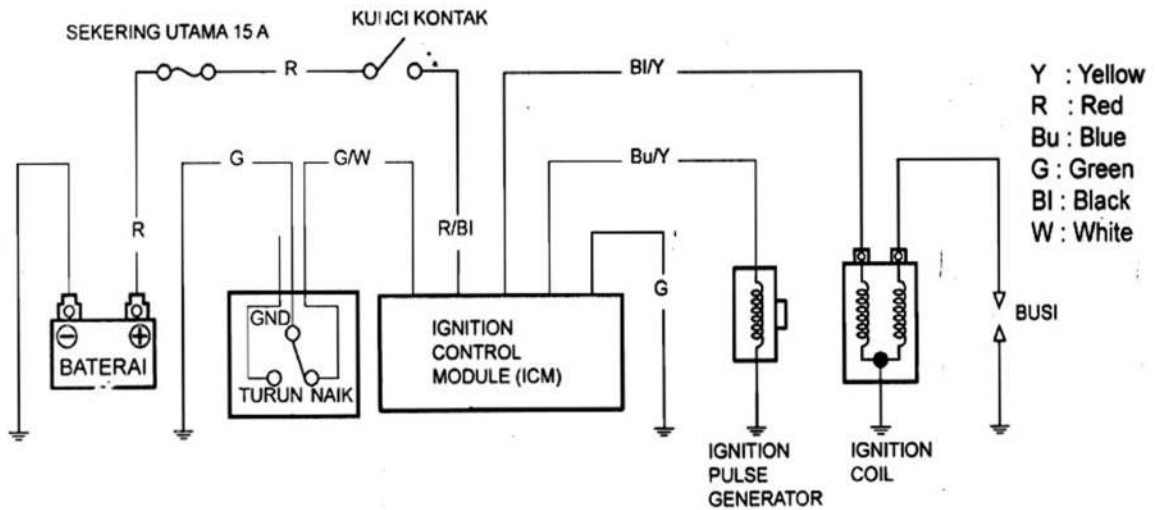 SEKERING UTAMA 15 A
KUNCI KONTAK
R
Bl/Y
Y : Yellow
R : Red
Bu : Blue
G : Green
Bl : Black
W : White
G
G/W
Bu/Y
R
R/Bl
G
GND
TURUN NAIK
BATERAI
IGNITION
CONTROL
MODULE (ICM)
BUSI
IGNITION
PULSE
GENERATOR
IGNITION
COIL